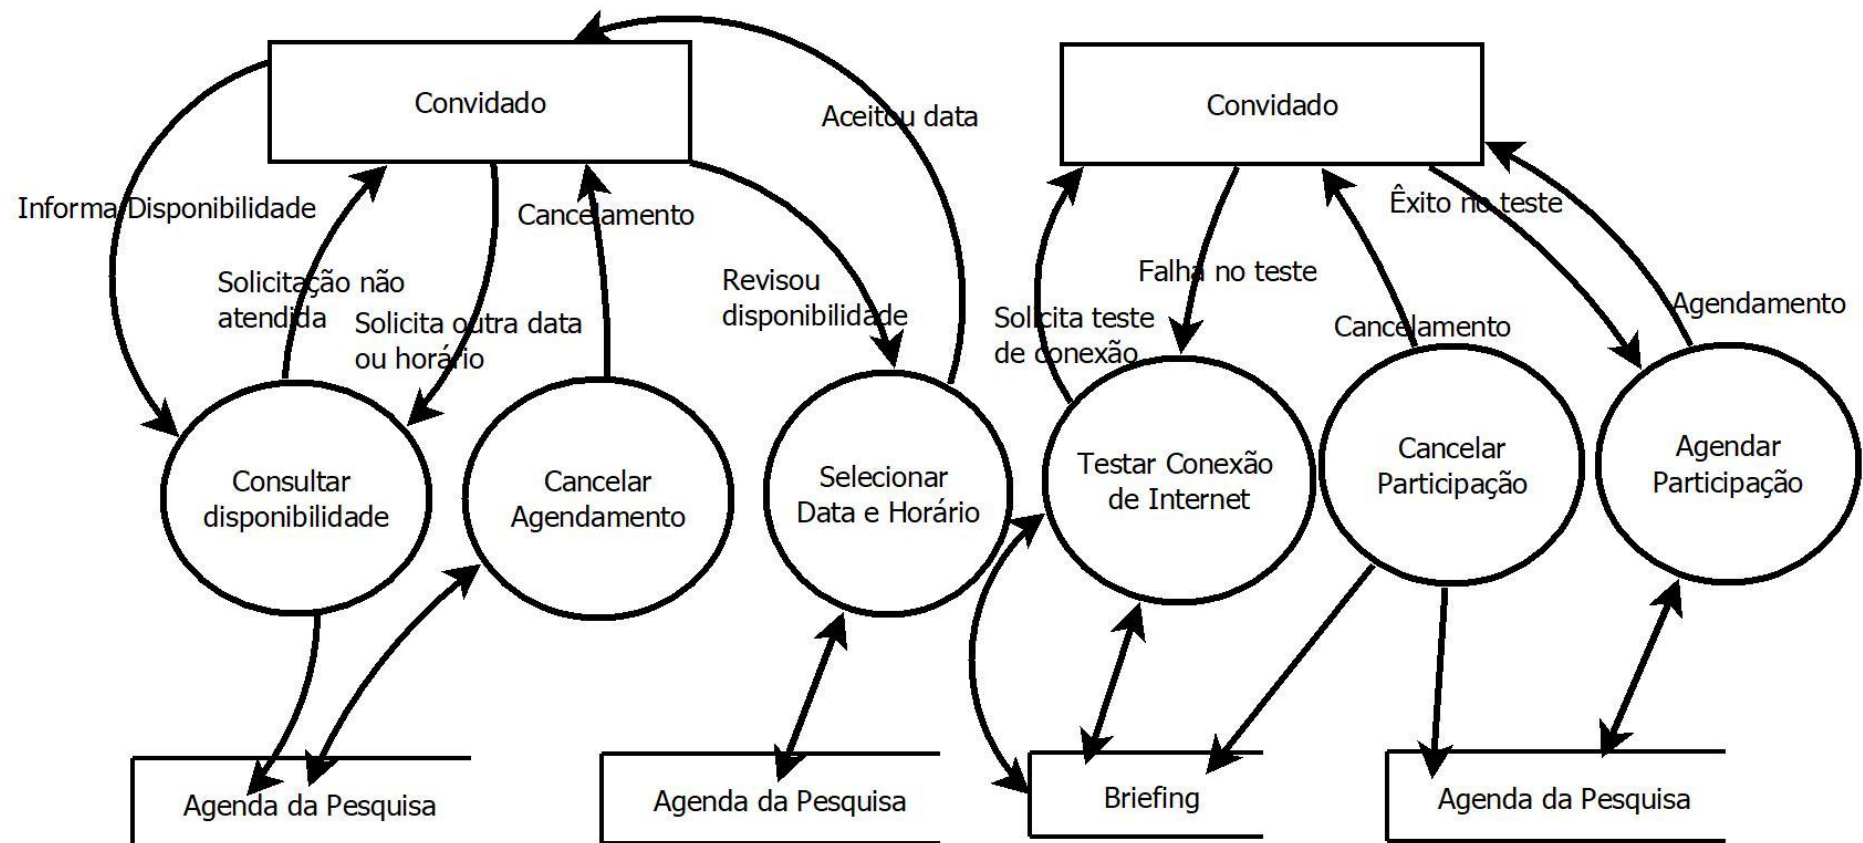 Convidado
Convidado
Aceitou data
Informa Disponibilidade
Cancelamento
Êxito no teste
Solicitação não
atendida
Solicita outra data
ou horário
Revisou
disponibilidade
Falha no teste
Solicita teste
de conexão
Cancelamento
Agendamento
Consultar
disponibilidade
Cancelar
Agendamento
Selecionar
Data e Horário
Testar Conexão
de Internet
Cancelar
Participação
Agendar
Participação
Agenda da Pesquisa
Agenda da Pesquisa
Briefing
Agenda da Pesquisa